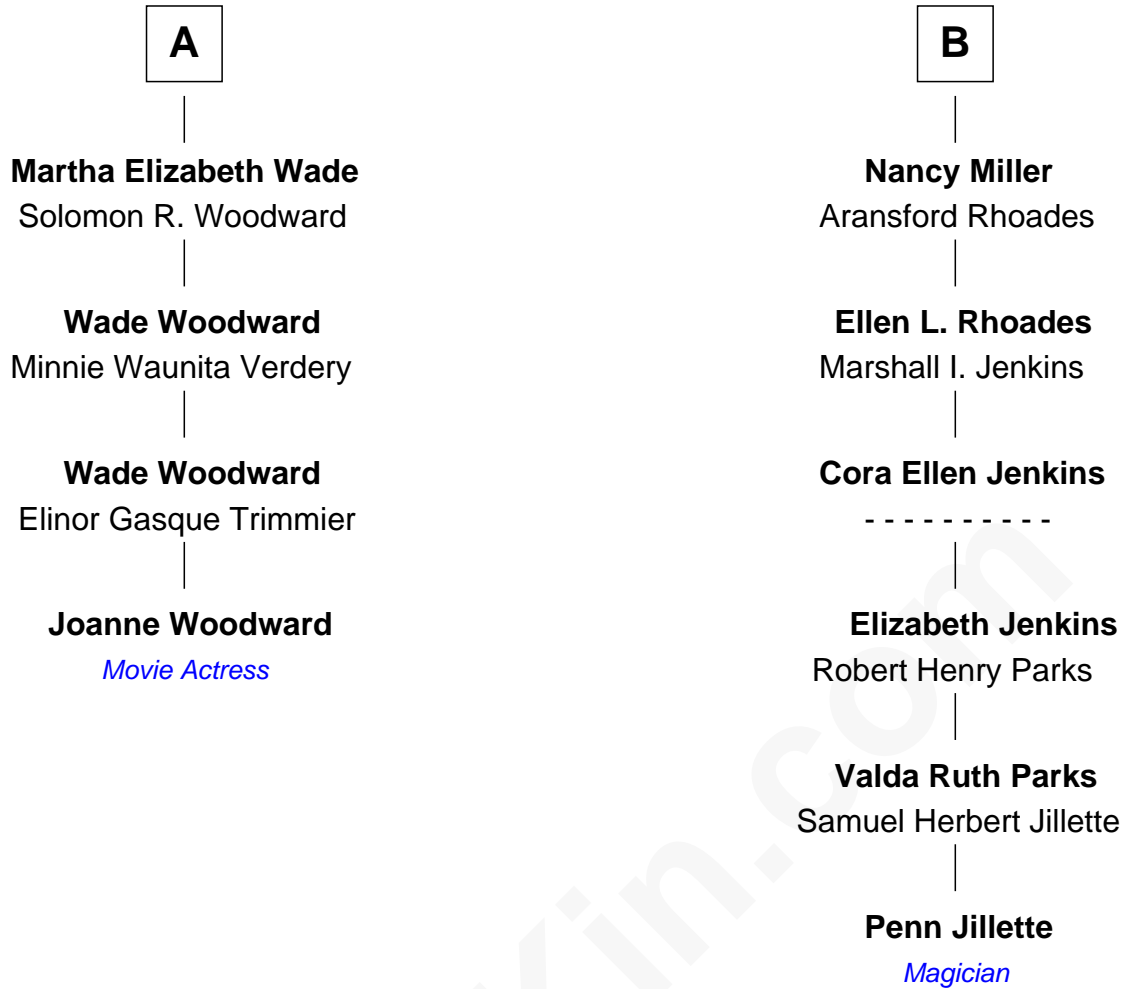 A
Martha Elizabeth Wade
Solomon R. Woodward
Wade Woodward
Minnie Waunita Verdery
Wade Woodward
Elinor Gasque Trimmier
Joanne Woodward
Movie Actress
B
Nancy Miller
Aransford Rhoades
Ellen L. Rhoades
Marshall I. Jenkins
Cora Ellen Jenkins
- - - - - - - - - -
Elizabeth Jenkins
Robert Henry Parks
Valda Ruth Parks
Samuel Herbert Jillette
Penn Jillette
Magician